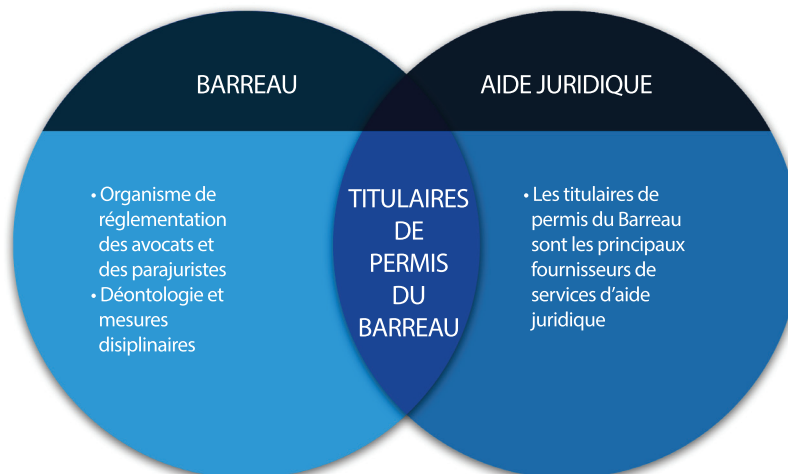 BARREAU
• Organisme de
réglementation
des avocats et
des parajuristes
• Déontologie et
mesures
disiplinaires
TITULAIRES
DE
PERMIS
DU
BARREAU
AIDE JURIDIQUE
• Les titulaires de
permis du Barreau
sont les principaux
fournisseurs de
services d’aide
juridique